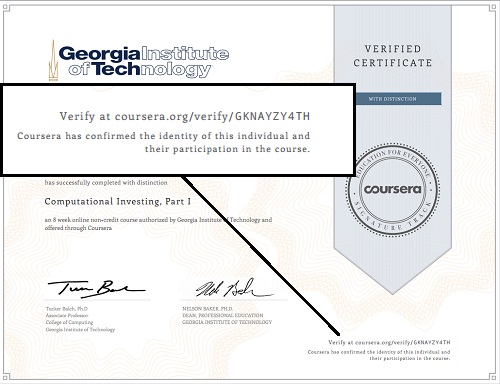 Georgia Institute
of Technology
VERIFIED
CERTIFICATE
WITH DISTINCTION
Verify at coursera.org/verify/GKNAYZY4TH
Coursera has confirmed the identity of this individual and
their participation in the course.
EDUCATION FOR EVERYONE
coursera
SIGNATURE TRACK
has successfully completed with distinction
Computational Investing, Part I
an 8 week online non-credit course authorized by Georgia Institute of Technology and
offered through Coursera
Tucker Balch, Ph.D
Associate Professor
College of Computing
Georgia Institute of Technology
NELSON BAKER, PH.D.
DEAN, PROFESSIONAL EDUCATION
GEORGIA INSTITUTE OF TECHNOLOGY
Verify at coursera.org/verify/GKNAYZY4TH
Coursera has confirmed the identity of this individual and
their participation in the course.